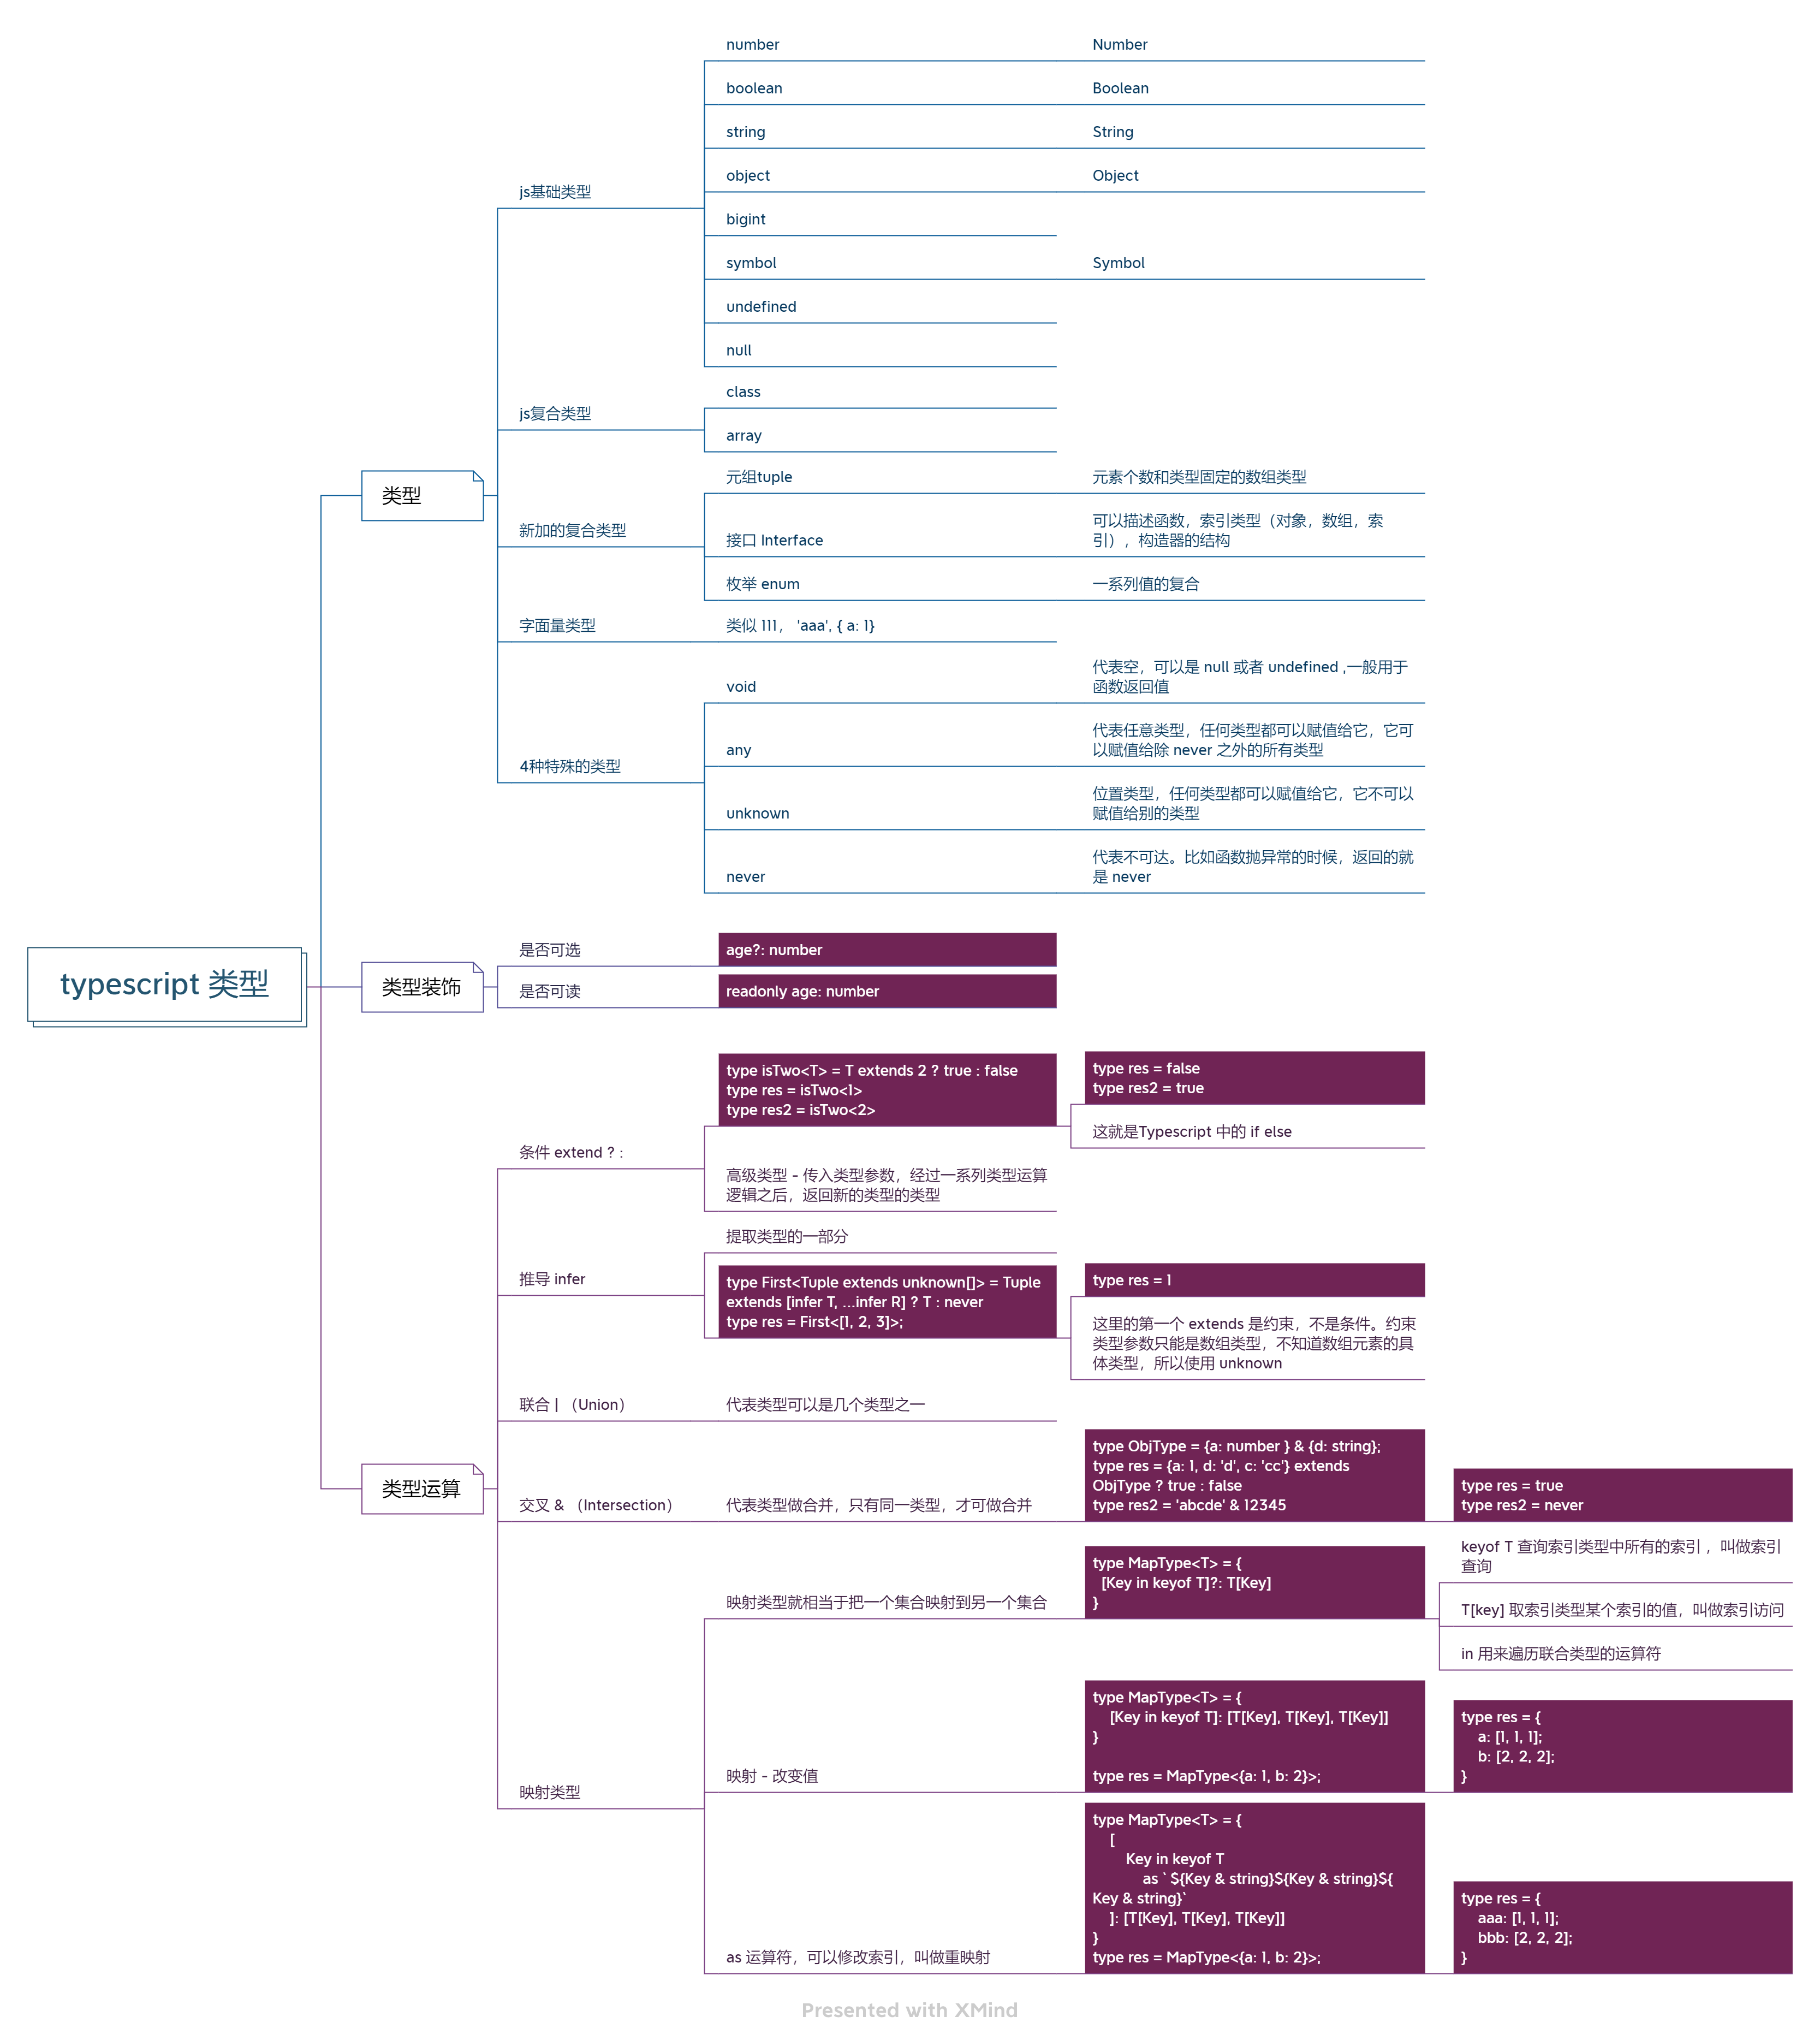 typescript 类型
类型
js基础类型
number
Number
boolean
Boolean
string
String
object
Object
bigint
symbol
Symbol
undefined
null
js复合类型
class
array
新加的复合类型
元组tuple
元素个数和类型固定的数组类型
接口 Interface
可以描述函数，索引类型（对象，数组，索
引），构造器的结构
枚举 enum
一系列值的复合
字面量类型
类似 111， 'aaa', { a: 1}
4种特殊的类型
void
代表空，可以是 null 或者 undefined ,一般用于
函数返回值
any
代表任意类型，任何类型都可以赋值给它，它可
以赋值给除 never 之外的所有类型
unknown
位置类型，任何类型都可以赋值给它，它不可以
赋值给别的类型
never
代表不可达。比如函数抛异常的时候，返回的就
是 never
类型装饰
是否可选
age?: number
是否可读
readonly age: number
类型运算
条件 extend ? :
type isTwo<T> = T extends 2 ? true : false
type res = isTwo<1>
type res2 = isTwo<2>
type res = false
type res2 = true
这就是Typescript 中的 if else
高级类型 - 传入类型参数，经过一系列类型运算
逻辑之后，返回新的类型的类型
推导 infer
提取类型的一部分
type First<Tuple extends unknown[]> = Tuple
extends [infer T, ...infer R] ? T : never
type res = First<[1, 2, 3]>;
type res = 1
这里的第一个 extends 是约束，不是条件。约束
类型参数只能是数组类型，不知道数组元素的具
体类型，所以使用 unknown
联合 | （Union）
代表类型可以是几个类型之一
交叉 & （Intersection）
代表类型做合并，只有同一类型，才可做合并
type ObjType = {a: number } & {d: string};
type res = {a: 1, d: 'd', c: 'cc'} extends
ObjType ? true : false
type res2 = 'abcde' & 12345
type res = true
type res2 = never
映射类型
映射类型就相当于把一个集合映射到另一个集合
type MapType<T> = {
[Key in keyof T]?: T[Key]
}
keyof T 查询索引类型中所有的索引 ，叫做索引
查询
T[key] 取索引类型某个索引的值，叫做索引访问
in 用来遍历联合类型的运算符
映射 - 改变值
type MapType<T> = {
[Key in keyof T]: [T[Key], T[Key], T[Key]]
}
type res = MapType<{a: 1, b: 2}>;
type res = {
a: [1, 1, 1];
b: [2, 2, 2];
}
as 运算符，可以修改索引，叫做重映射
type MapType<T> = {
[
Key in keyof T
as ` ${Key & string}${Key & string}${
Key & string}`
]: [T[Key], T[Key], T[Key]]
}
type res = MapType<{a: 1, b: 2}>;
type res = {
aaa: [1, 1, 1];
bbb: [2, 2, 2];
}
Presented with XMind